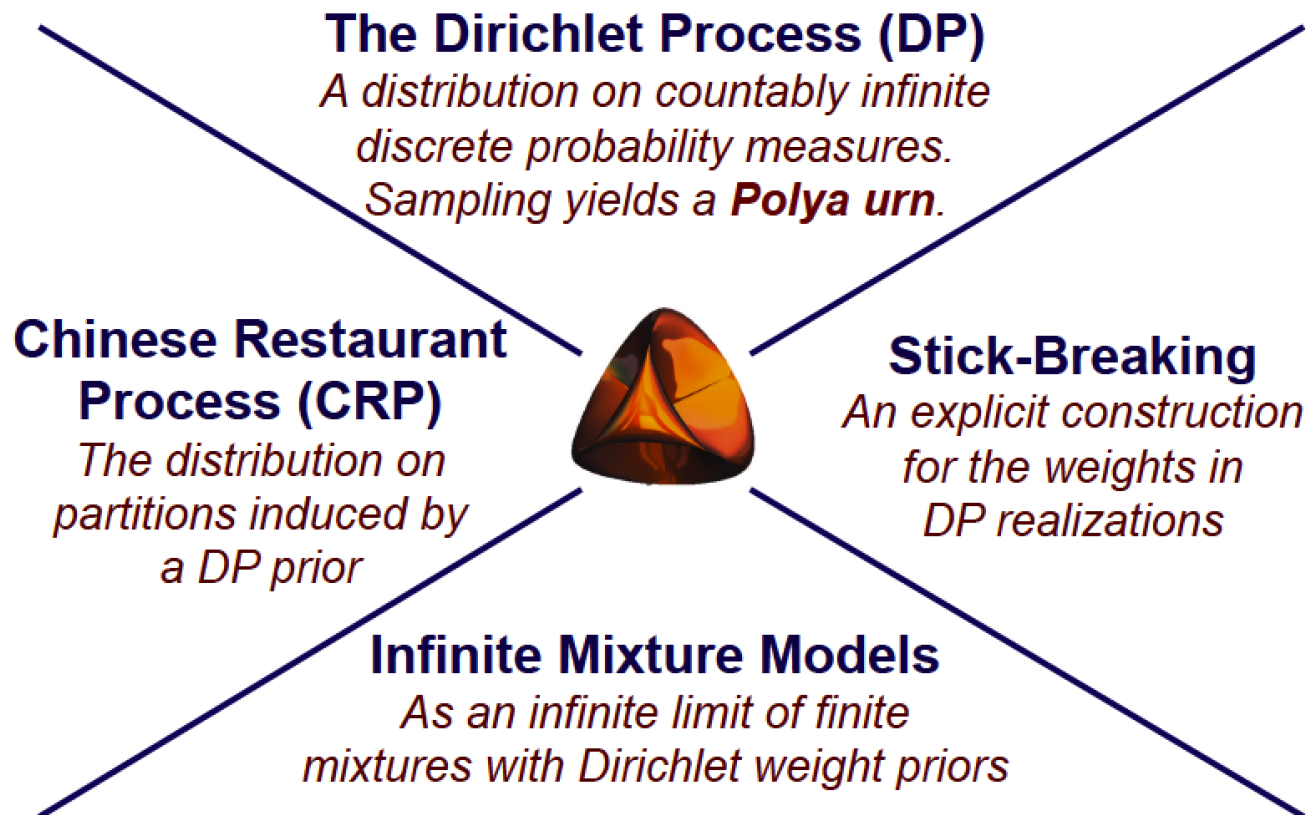 The Dirichlet Process (DP)
A distribution on countably infinite
discrete probability measures.
Sampling yields a Polya urn.
Chinese Restaurant
Process (CRP)
The distribution on
partitions induced by
a DP prior
Stick-Breaking
An explicit construction
for the weights in
DP realizations
Infinite Mixture Models
As an infinite limit of finite
mixtures with Dirichlet weight priors